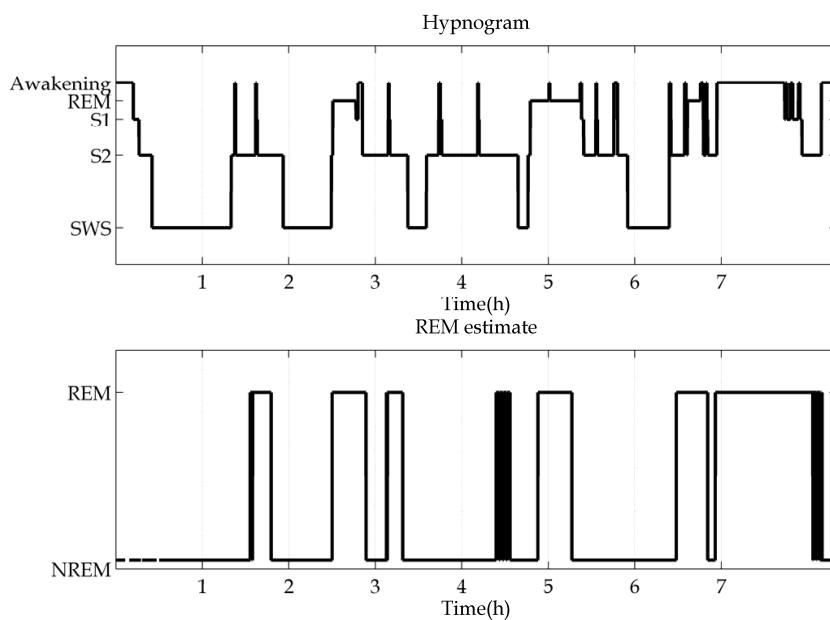 Hypnogram
Awakening
REM
S1
S2
SWS
1 2 3 4 5 6 7
Time(h)
REM estimate
REM
NREM
1 2 3 4 5 6 7
Time(h)